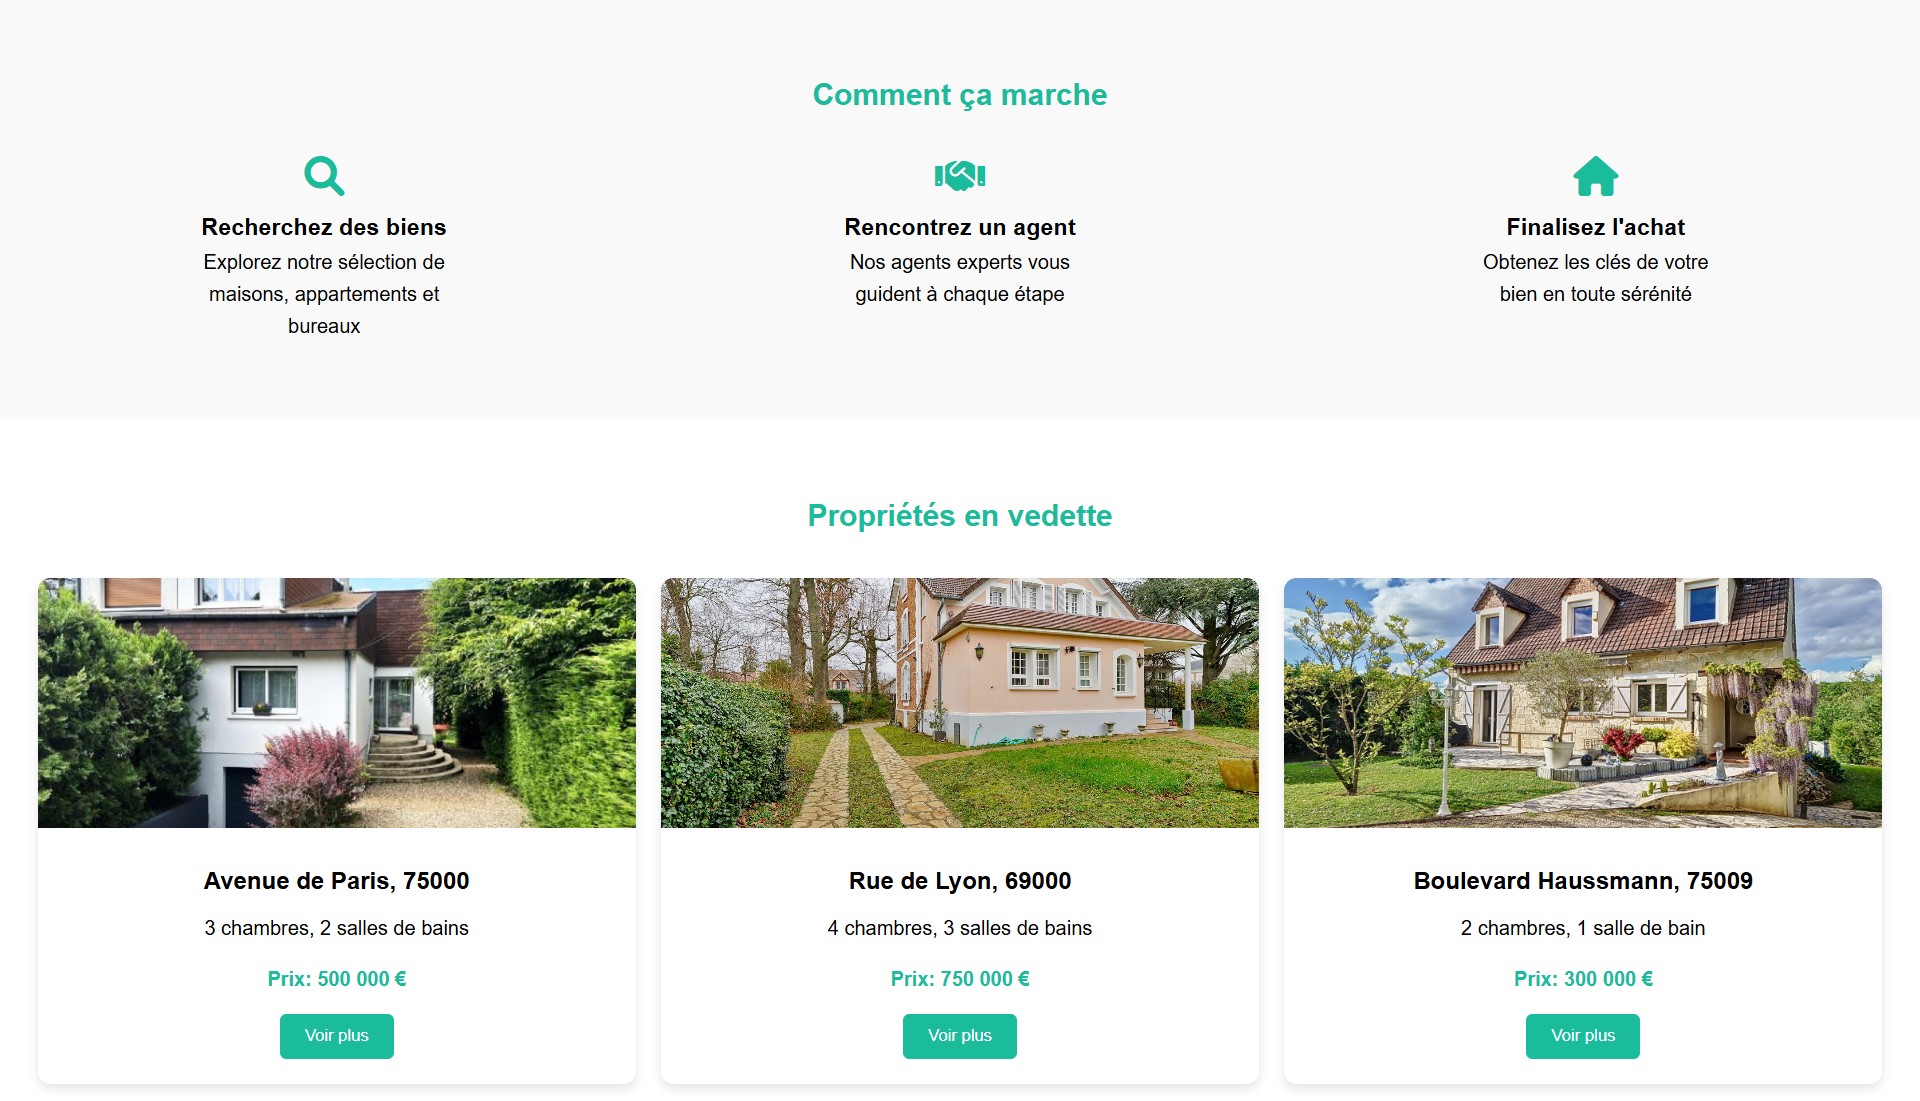 Comment ça marche
Recherchez des biens
Explorez notre sélection de
maisons, appartements et
bureaux
Rencontrez un agent
Nos agents experts vous
guident à chaque étape
Finalisez l'achat
Obtenez les clés de votre
bien en toute sérénité
Propriétés en vedette
Avenue de Paris, 75000
3 chambres, 2 salles de bains
Prix: 500 000 €
Voir plus
Rue de Lyon, 69000
4 chambres, 3 salles de bains
Prix: 750 000 €
Voir plus
Boulevard Haussmann, 75009
2 chambres, 1 salle de bain
Prix: 300 000 €
Voir plus